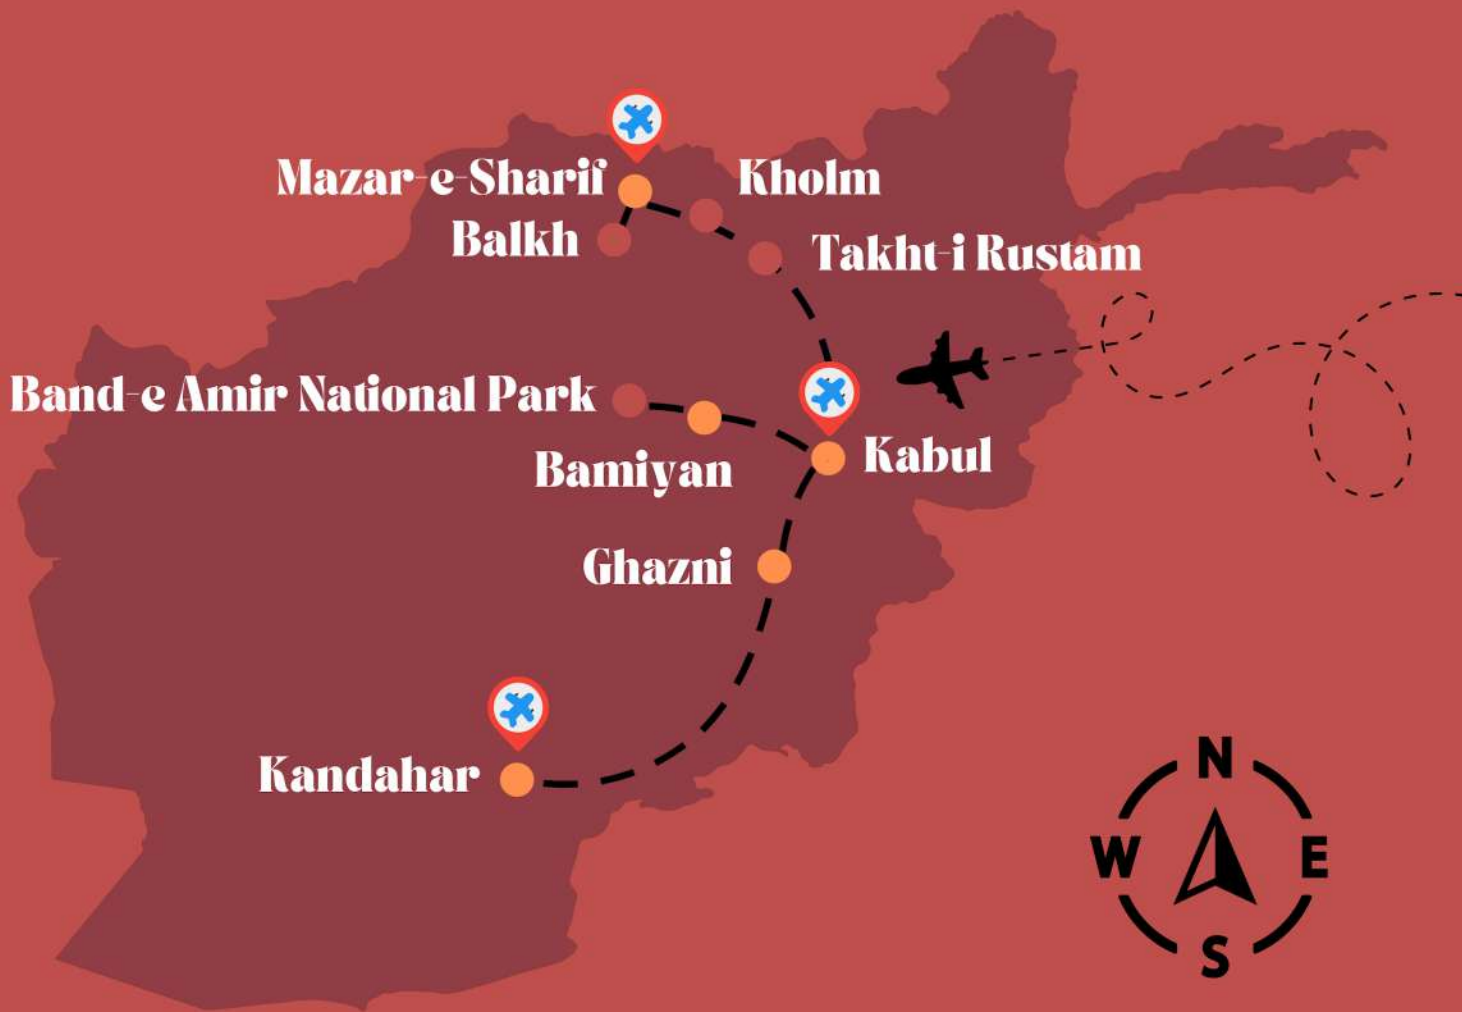 Mazar-e-Sharif
Kholm
Balkh
Takht-i Rustam
Band-e Amir National Park
Kabul
Bamiyan
Ghazni
Kandahar
N
W
E
S